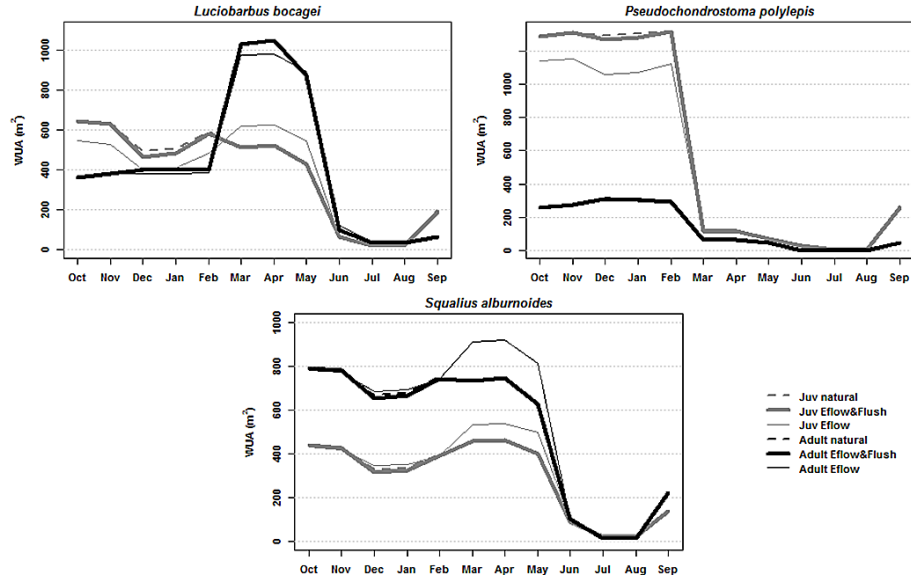 Luciobarbus bocagei
WUA (m²)
0 200 400 600 800 1000
Oct Nov Dec Jan Feb Mar Apr May Jun Jul Aug Sep
Pseudochondrostoma polylepis
WUA (m²)
0 200 400 600 1000
Oct Nov Dec Jan Feb Mar Apr May Jun Jul Aug Sep
Squalius alburnoides
WUA (m²)
0 200 400 600 800 1000
Oct Nov Dec Jan Feb Mar Apr May Jun Jul Aug Sep
Juv natural
Juv Eflow&Flush
Juv Eflow
Adult natural
Adult Eflow&Flush
Adult Eflow